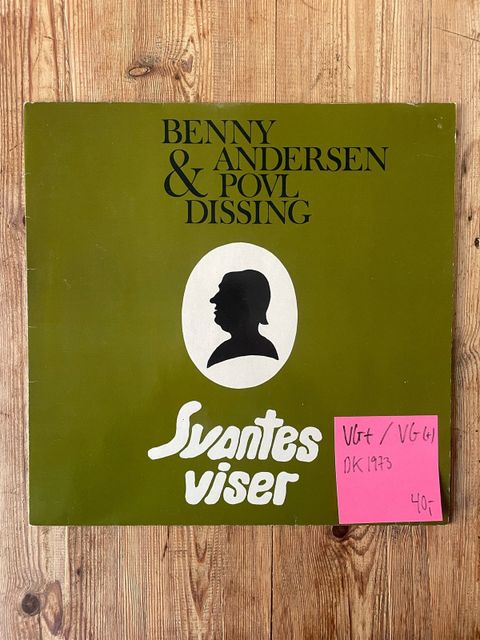 BENNY
& ANDERSEN
POVL
DISSING
Svantes
viser
VG+ / VG(+)
DK 1973
40,-